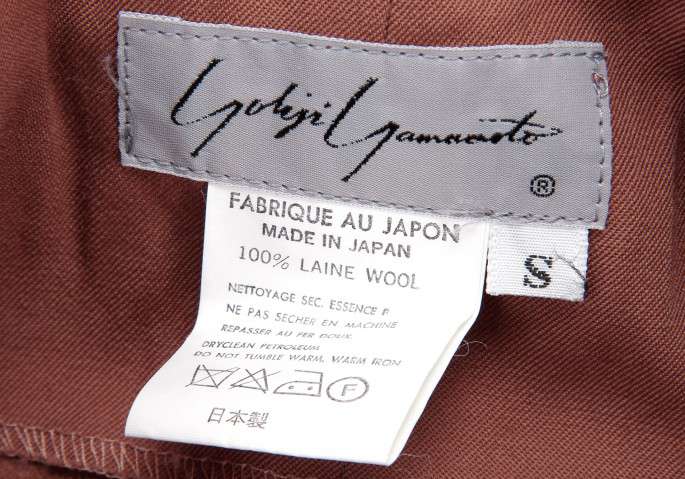 Yohji Yamamoto
®
S
FABRIQUE AU JAPON
MADE IN JAPAN
100% LAINE WOOL
NETTOYAGE SEC. ESSENCE P
NE PAS SECHER EN MACHINE
REPASSER AU FER DOUX
DRYCLEAN PETROLEUM
DO NOT TUMBLE WARM, WARM IRON
F
日本製